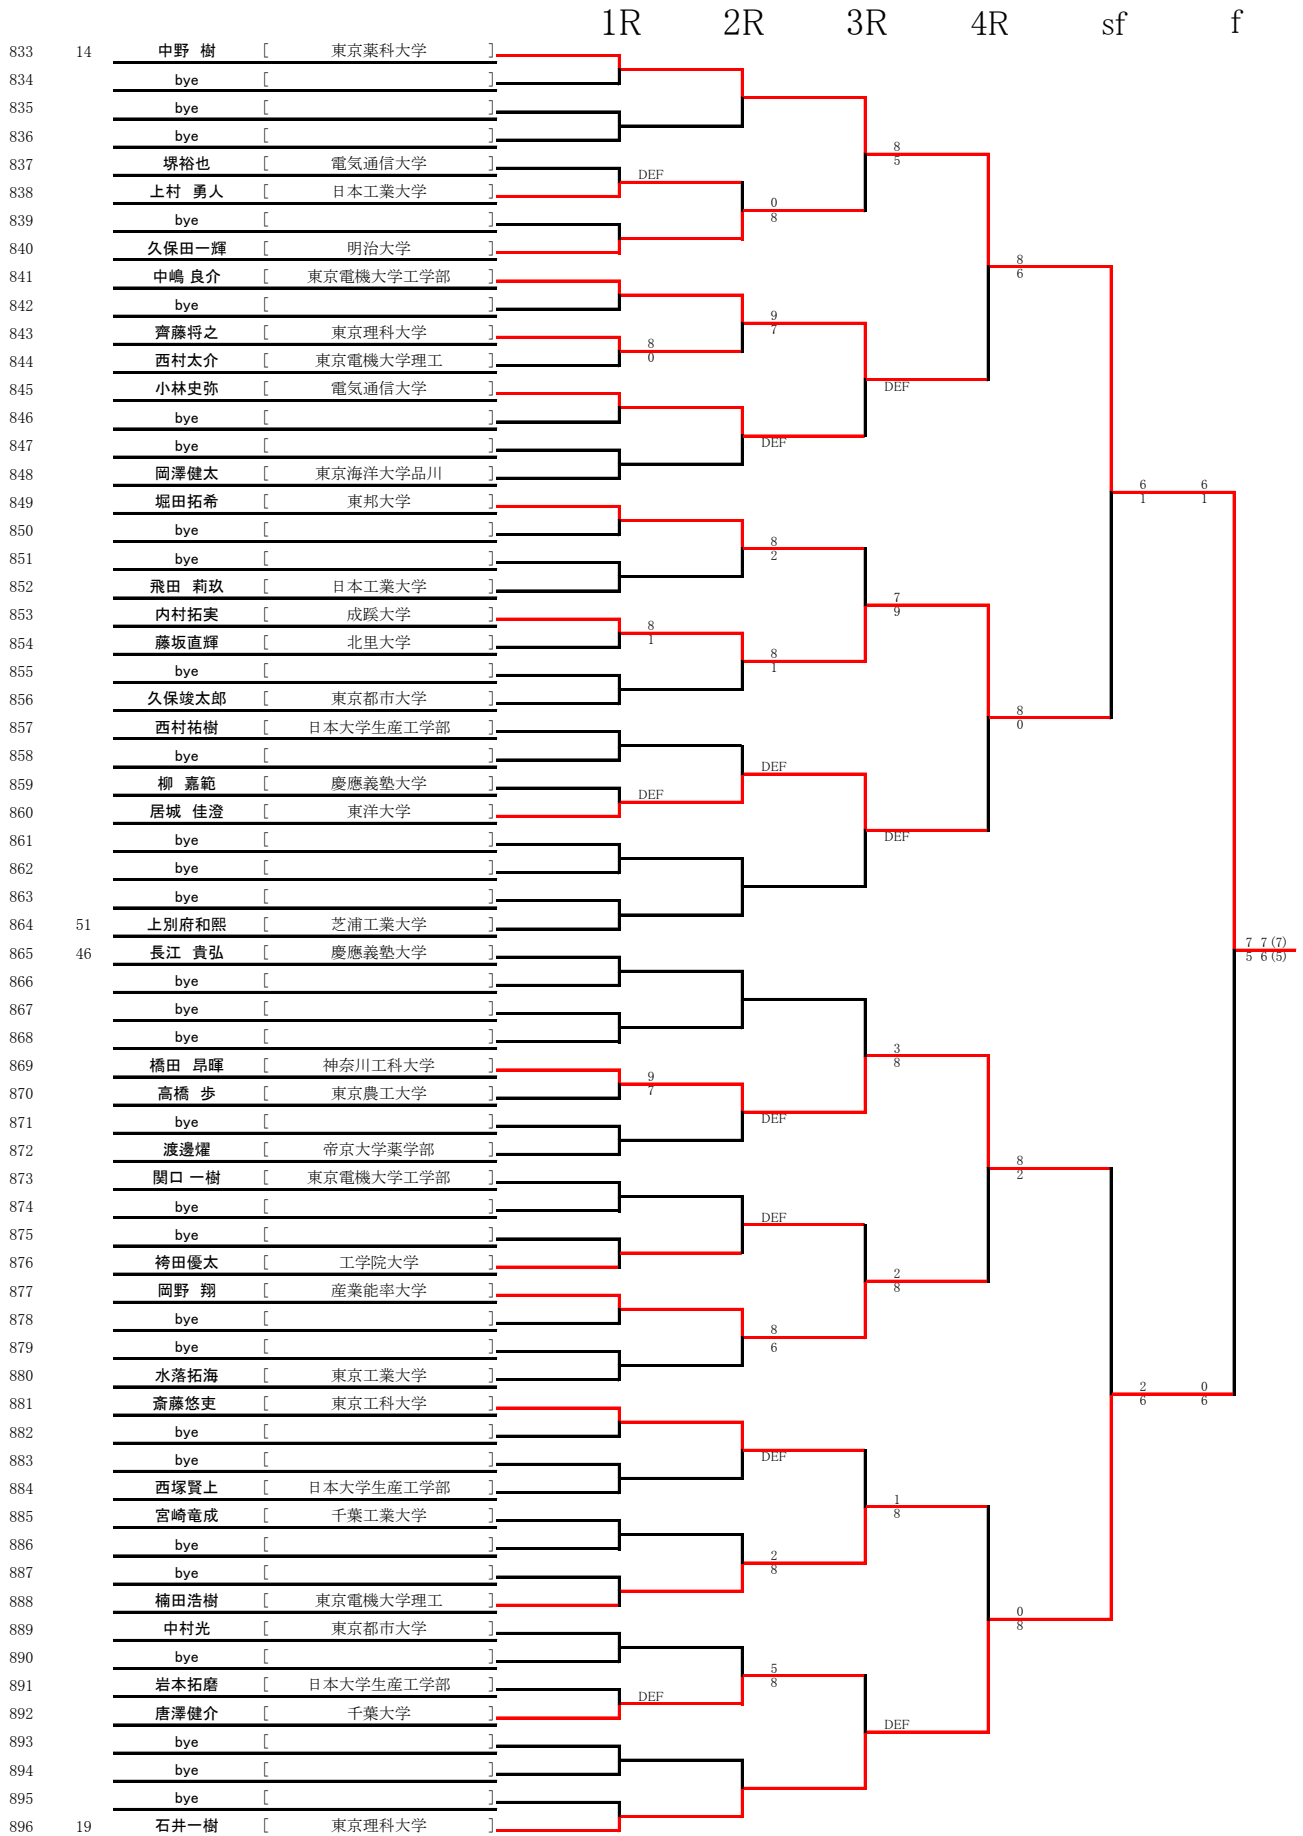 1R 2R 3R 4R sf f
833 14 中野 樹 [ 東京薬科大学 ]
834 bye [ ]
835 bye [ ]
836 bye [ ]
8
5
837 堺裕也 [ 電気通信大学 ]
DEF
838 上村 勇人 [ 日本工業大学 ]
0
8
839 bye [ ]
840 久保田一輝 [ 明治大学 ]
8
6
841 中嶋 良介 [ 東京電機大学工学部 ]
842 bye [ ]
9
7
843 齊藤将之 [ 東京理科大学 ]
8
0
844 西村太介 [ 東京電機大学理工 ]
DEF
845 小林史弥 [ 電気通信大学 ]
846 bye [ ]
DEF
847 bye [ ]
848 岡澤健太 [ 東京海洋大学品川 ]
6 6
1 1
849 堀田拓希 [ 東邦大学 ]
850 bye [ ]
8
2
851 bye [ ]
852 飛田 莉玖 [ 日本工業大学 ]
7
9
853 内村拓実 [ 成蹊大学 ]
8
1
854 藤坂直輝 [ 北里大学 ]
8
1
855 bye [ ]
856 久保竣太郎 [ 東京都市大学 ]
8
0
857 西村祐樹 [ 日本大学生産工学部 ]
858 bye [ ]
DEF
859 柳 嘉範 [ 慶應義塾大学 ]
DEF
860 居城 佳澄 [ 東洋大学 ]
DEF
861 bye [ ]
862 bye [ ]
863 bye [ ]
864 51 上別府和熙 [ 芝浦工業大学 ]
7 7(7)
5 6(5)
865 46 長江 貴弘 [ 慶應義塾大学 ]
866 bye [ ]
867 bye [ ]
868 bye [ ]
3
8
869 橋田 昂暉 [ 神奈川工科大学 ]
9
7
870 高橋 歩 [ 東京農工大学 ]
DEF
871 bye [ ]
872 渡邊燿 [ 帝京大学薬学部 ]
8
2
873 関口 一樹 [ 東京電機大学工学部 ]
874 bye [ ]
DEF
875 bye [ ]
876 袴田優太 [ 工学院大学 ]
2
8
877 岡野 翔 [ 産業能率大学 ]
878 bye [ ]
8
6
879 bye [ ]
880 水落拓海 [ 東京工業大学 ]
2 0
6 6
881 斎藤悠吏 [ 東京工科大学 ]
882 bye [ ]
DEF
883 bye [ ]
884 西塚賢上 [ 日本大学生産工学部 ]
1
8
885 宮崎竜成 [ 千葉工業大学 ]
886 bye [ ]
2
8
887 bye [ ]
888 楠田浩樹 [ 東京電機大学理工 ]
0
8
889 中村光 [ 東京都市大学 ]
890 bye [ ]
5
8
891 岩本拓磨 [ 日本大学生産工学部 ]
DEF
892 唐澤健介 [ 千葉大学 ]
DEF
893 bye [ ]
894 bye [ ]
895 bye [ ]
896 19 石井一樹 [ 東京理科大学 ]